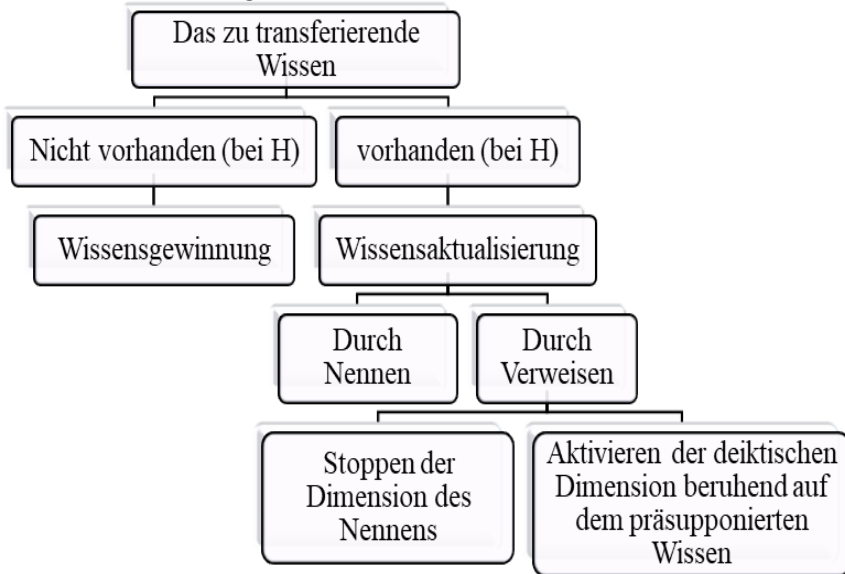 Das zu transferierende
Wissen
Nicht vorhanden (bei H)
vorhanden (bei H)
Wissensgewinnung
Wissensaktualisierung
Durch
Nennen
Durch
Verweisen
Stoppen der
Dimension des
Nennens
Aktivieren der deiktischen
Dimension beruhend auf
dem präsupponierten
Wissen